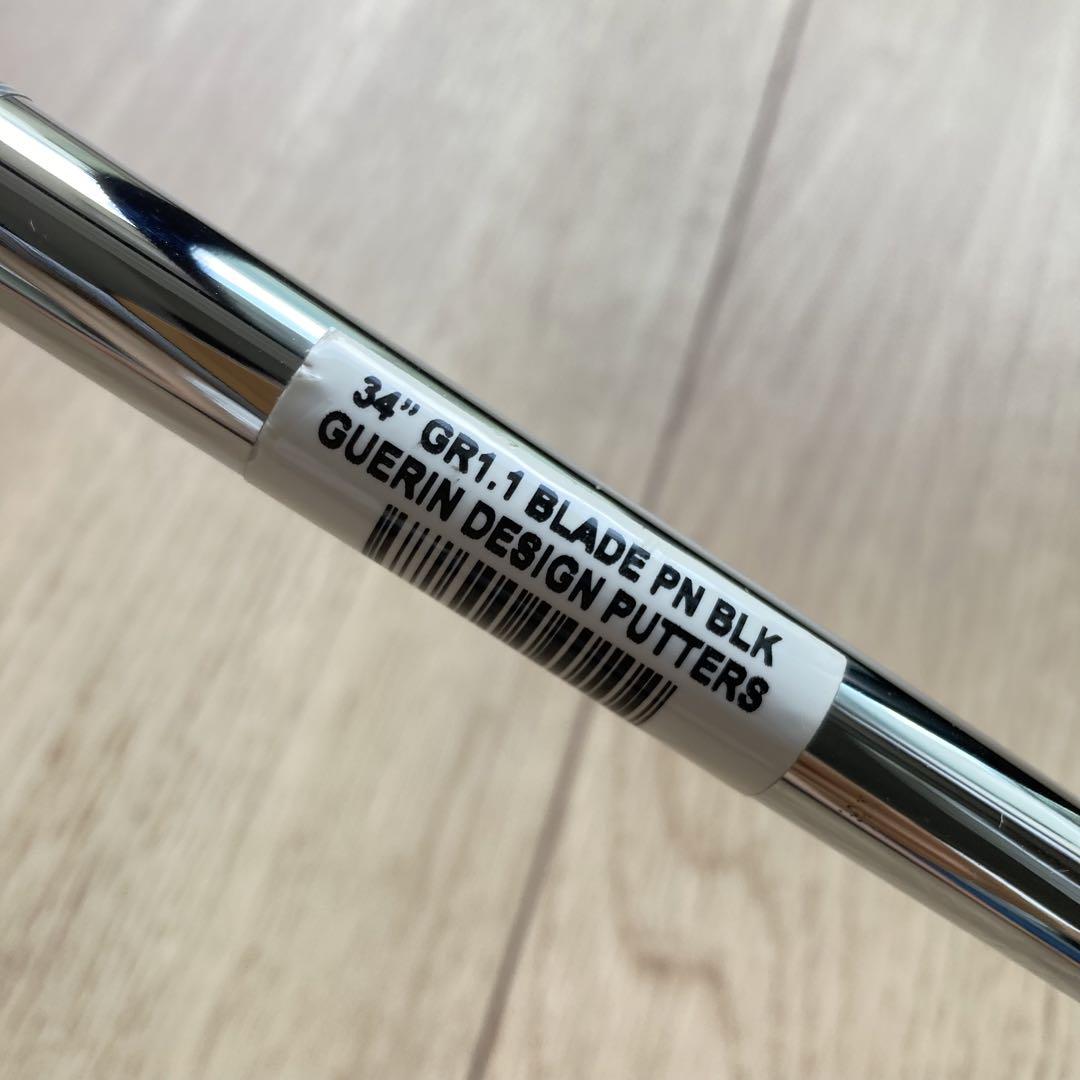 34” GR1.1 BLADE PN BLK
GUERIN DESIGN PUTTERS